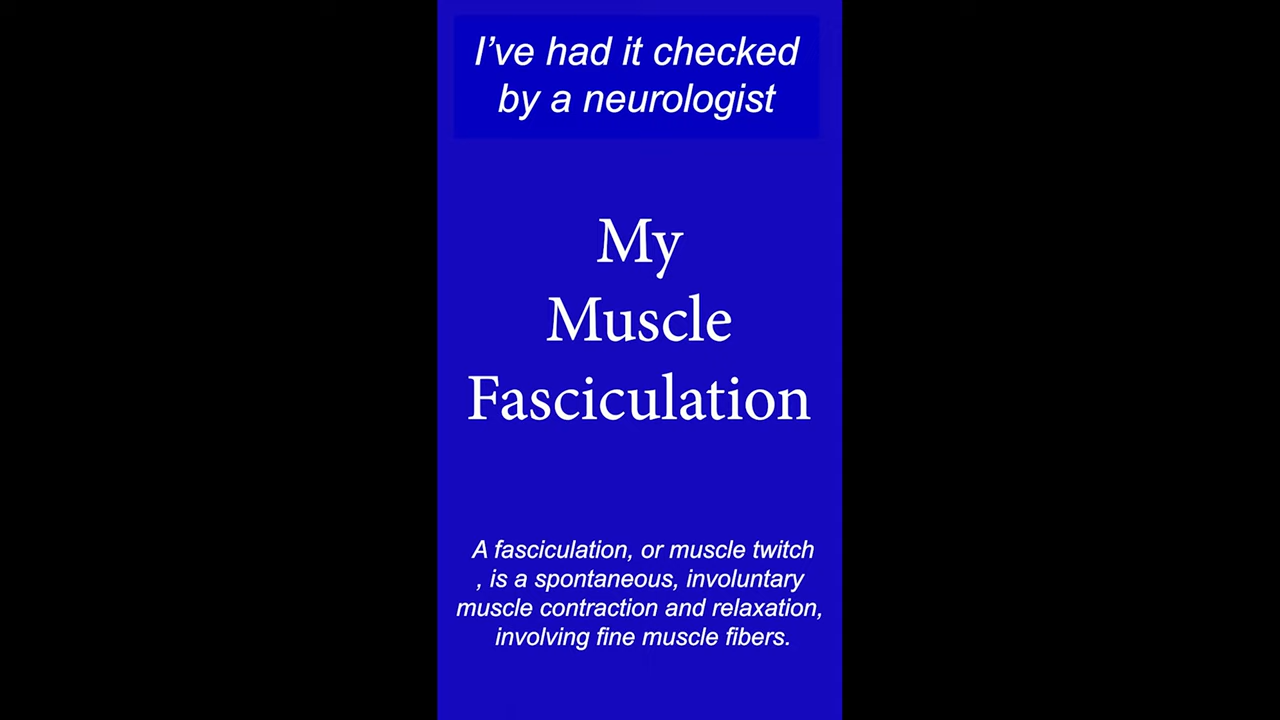 I've had it checked
by a neurologist
My
Muscle
Fasciculation
A fasciculation, or muscle twitch
, is a spontaneous, involuntary
muscle contraction and relaxation,
involving fine muscle fibers.